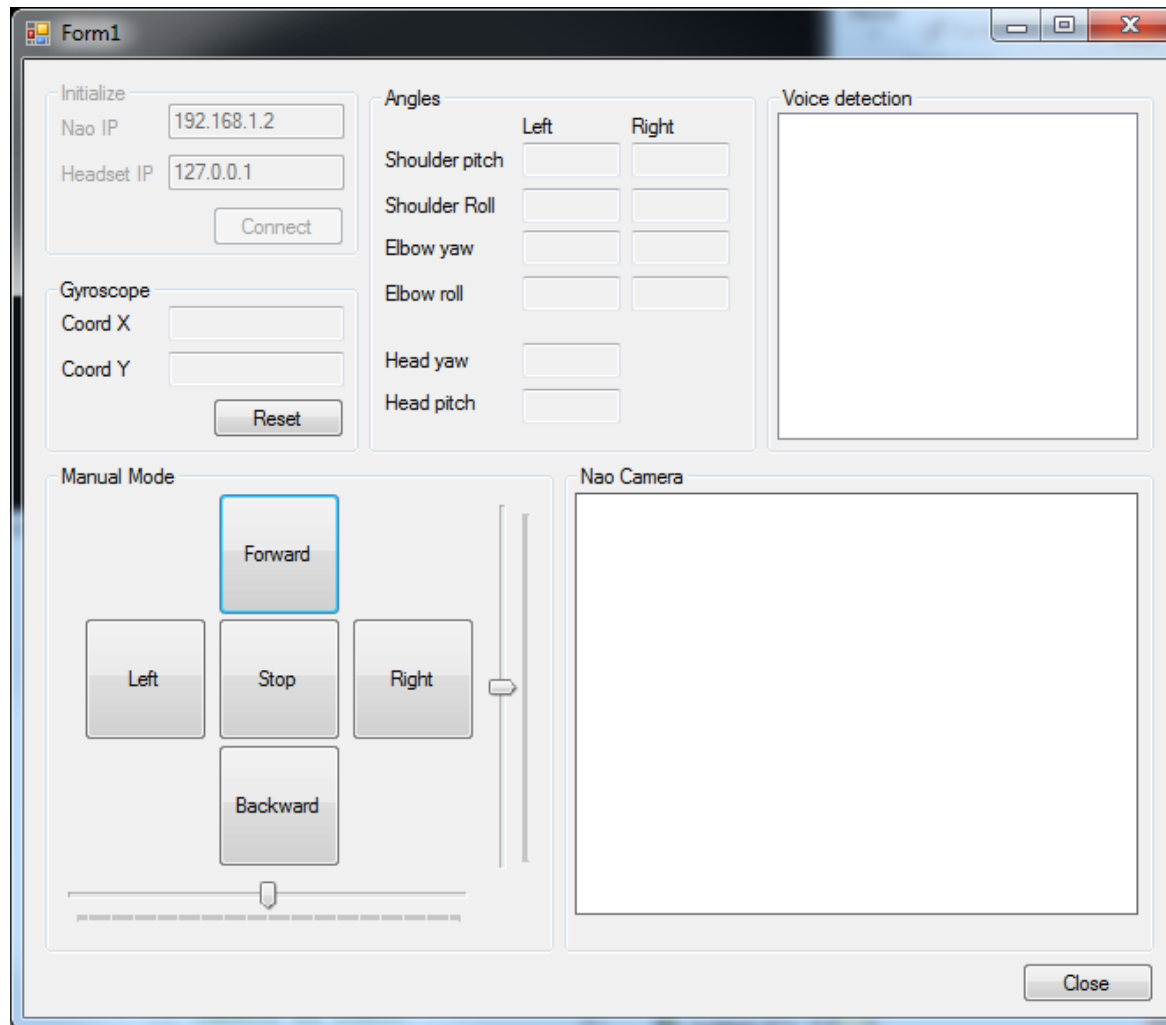 Form1
Initialize
Nao IP 192.168.1.2
Headset IP 127.0.0.1
Connect
Gyroscope
Coord X
Coord Y
Reset
Angles
Left Right
Shoulder pitch
Shoulder Roll
Elbow yaw
Elbow roll
Head yaw
Head pitch
Voice detection
Manual Mode
Forward
Left Stop Right
Backward
Nao Camera
Close